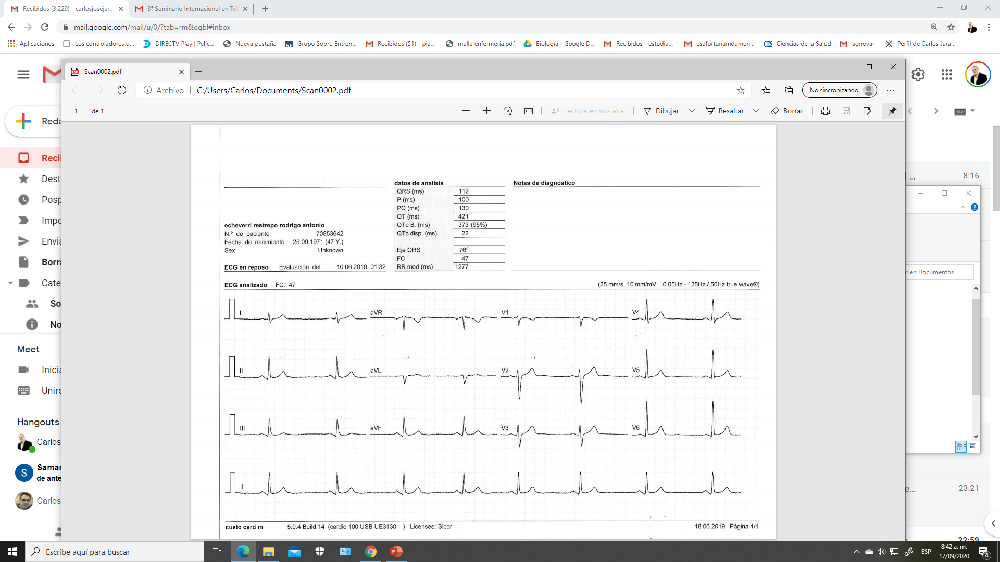 Recibidos (3.229) - carlosjosejara
3° Seminario Internacional en Tel
mail.google.com/mail/u/0/?tab=rm&ogbl#inbox
Aplicaciones
Los controladores q...
DIRECTV Play | Pelíc...
Nueva pestaña
Grupo Sobre Entren...
Recibidos (51) - pia...
malla enfermeria.pdf
Biología - Google D...
Recibidos - estudia...
esafortunamdamen...
CES Ciencias de la Salud
agnovar
Perfil de Carlos Jara...
Scan0002.pdf
Archivo
C:/Users/Carlos/Documents/Scan0002.pdf
No sincronizando
1 de 1
Lectura en voz alta
Dibujar
Resaltar
Borrar
Reda
Reci
Dest
Posp
Impo
Envia
Borra
Cate
So
No
Meet
Inicia
Unirs
Hangouts
Carlos
Samar
de ante
Carlos
datos de analisis
Notas de diagnóstico
QRS (ms) 112
P (ms) 100
PQ (ms) 130
QT (ms) 421
QTc B. (ms) 373 (95%)
QTc disp. (ms) 22
Eje QRS 76°
FC 47
RR med (ms) 1277
echeverri restrepo rodrigo antonio
N.º de paciente 70853642
Fecha de nacimiento 25.09.1971 (47 Y.)
Sex Unknown
ECG en reposo Evaluación del 10.06.2019 01:32
ECG analizado FC: 47
(25 mm/s 10 mm/mV 0.05Hz - 125Hz / 50Hz true wave®)
I aVR V1 V4
II aVL V2 V5
III aVF V3 V6
II
custo card m 5.0.4 Build 14 (cardio 100 USB UE3130 ) Licensee: Sicor
18.06.2019 Página 1/1
8:16
ar en Documentos
23:21
22:59
Escribe aquí para buscar
ESP
8:42 a. m.
17/09/2020
4